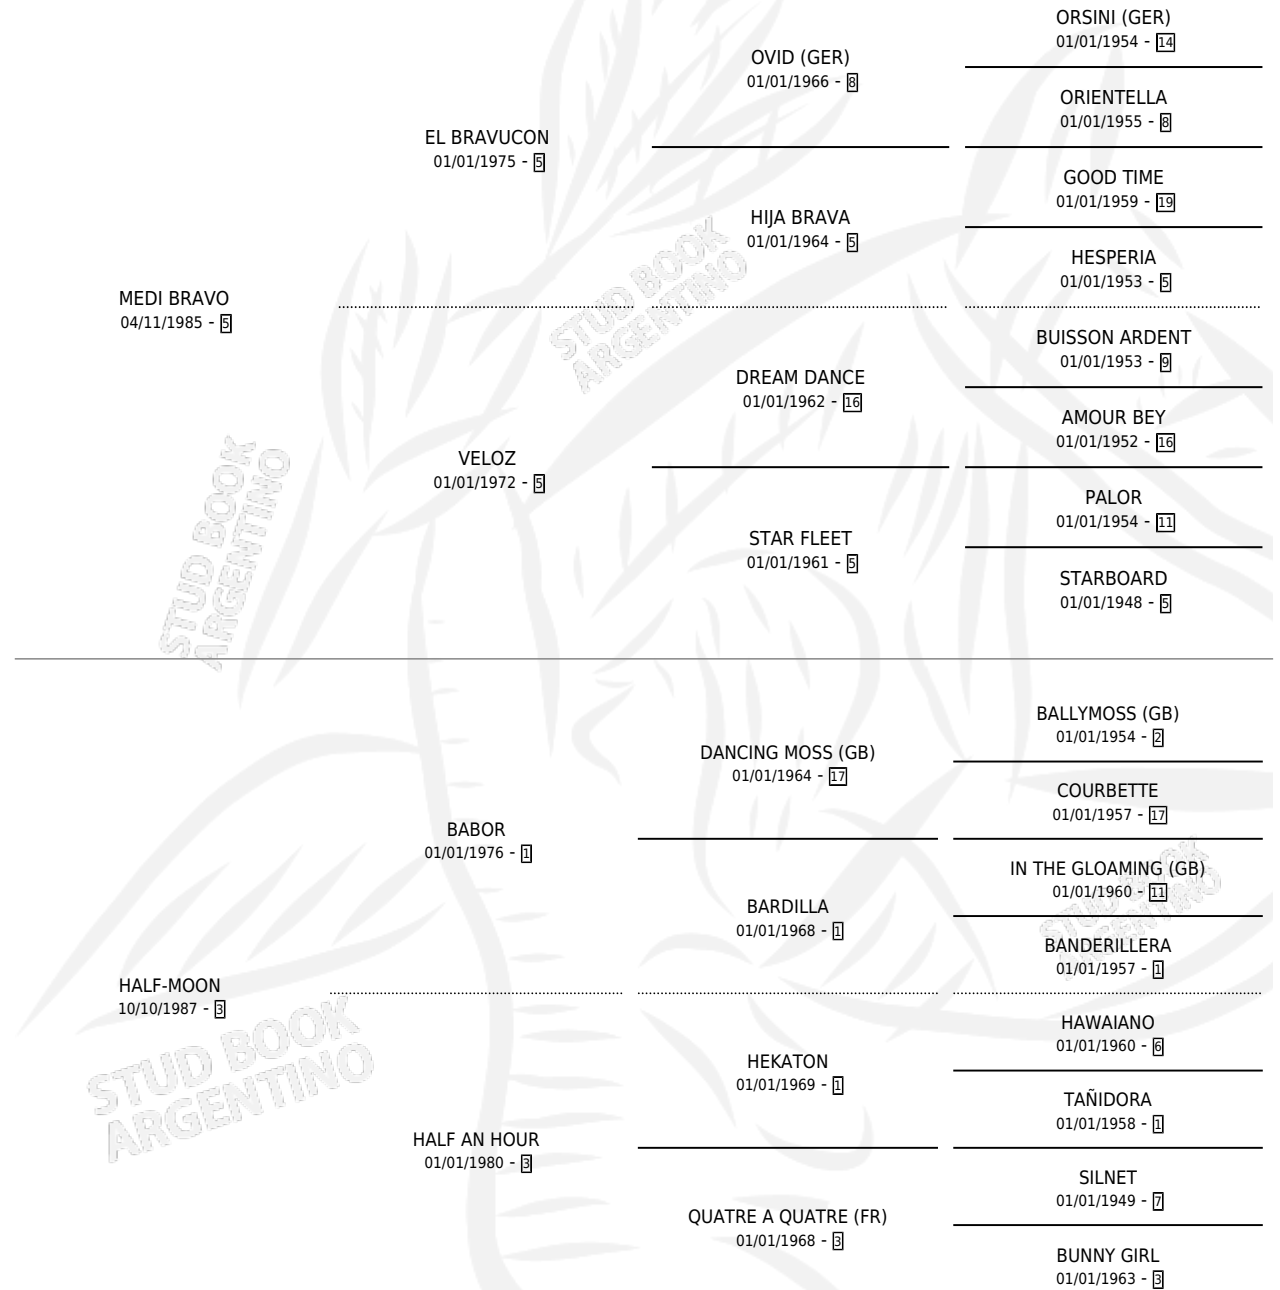 ORSINI (GER)
01/01/1954 - 14
OVID (GER)
01/01/1966 - 8
ORIENTELLA
01/01/1955 - 8
EL BRAVUCON
01/01/1975 - 5
GOOD TIME
01/01/1959 - 19
HIJA BRAVA
01/01/1964 - 5
HESPERIA
01/01/1953 - 5
MEDI BRAVO
04/11/1985 - 5
BUISSON ARDENT
01/01/1953 - 9
DREAM DANCE
01/01/1962 - 16
AMOUR BEY
01/01/1952 - 16
VELOZ
01/01/1972 - 5
PALOR
01/01/1954 - 11
STAR FLEET
01/01/1961 - 5
STARBOARD
01/01/1948 - 5
BALLYMOSS (GB)
01/01/1954 - 2
DANCING MOSS (GB)
01/01/1964 - 17
COURBETTE
01/01/1957 - 17
BABOR
01/01/1976 - 1
IN THE GLOAMING (GB)
01/01/1960 - 11
BARDILLA
01/01/1968 - 1
BANDERILLERA
01/01/1957 - 1
HALF-MOON
10/10/1987 - 3
HAWAIANO
01/01/1960 - 6
HEKATON
01/01/1969 - 1
TAÑIDORA
01/01/1958 - 1
HALF AN HOUR
01/01/1980 - 3
SILNET
01/01/1949 - 7
QUATRE A QUATRE (FR)
01/01/1968 - 3
BUNNY GIRL
01/01/1963 - 3
STUD BOOK
ARGENTINO
STUD BOOK
ARGENTINO
STUD BOOK
ARGENTINO
STUD BOOK
ARGENTINO